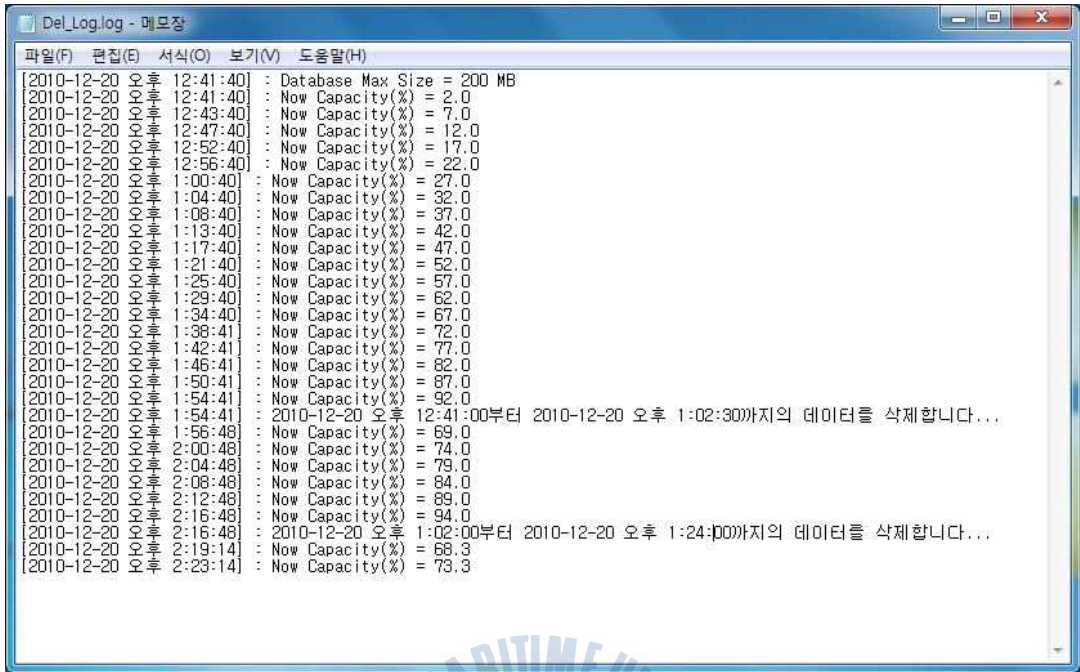 Del_Log.log - 메모장
파일(F) 편집(E) 서식(O) 보기(V) 도움말(H)
[2010-12-20 오후 12:41:40] : Database Max Size = 200 MB
[2010-12-20 오후 12:41:40] : Now Capacity(%) = 2.0
[2010-12-20 오후 12:43:40] : Now Capacity(%) = 7.0
[2010-12-20 오후 12:47:40] : Now Capacity(%) = 12.0
[2010-12-20 오후 12:52:40] : Now Capacity(%) = 17.0
[2010-12-20 오후 12:56:40] : Now Capacity(%) = 22.0
[2010-12-20 오후 1:00:40] : Now Capacity(%) = 27.0
[2010-12-20 오후 1:04:40] : Now Capacity(%) = 32.0
[2010-12-20 오후 1:08:40] : Now Capacity(%) = 37.0
[2010-12-20 오후 1:13:40] : Now Capacity(%) = 42.0
[2010-12-20 오후 1:17:40] : Now Capacity(%) = 47.0
[2010-12-20 오후 1:21:40] : Now Capacity(%) = 52.0
[2010-12-20 오후 1:25:40] : Now Capacity(%) = 57.0
[2010-12-20 오후 1:29:40] : Now Capacity(%) = 62.0
[2010-12-20 오후 1:34:40] : Now Capacity(%) = 67.0
[2010-12-20 오후 1:38:41] : Now Capacity(%) = 72.0
[2010-12-20 오후 1:42:41] : Now Capacity(%) = 77.0
[2010-12-20 오후 1:46:41] : Now Capacity(%) = 82.0
[2010-12-20 오후 1:50:41] : Now Capacity(%) = 87.0
[2010-12-20 오후 1:54:41] : Now Capacity(%) = 92.0
[2010-12-20 오후 1:54:41] : 2010-12-20 오후 12:41:00부터 2010-12-20 오후 1:02:30까지의 데이터를 삭제합니다...
[2010-12-20 오후 1:56:48] : Now Capacity(%) = 69.0
[2010-12-20 오후 2:00:48] : Now Capacity(%) = 74.0
[2010-12-20 오후 2:04:48] : Now Capacity(%) = 79.0
[2010-12-20 오후 2:08:48] : Now Capacity(%) = 84.0
[2010-12-20 오후 2:12:48] : Now Capacity(%) = 89.0
[2010-12-20 오후 2:16:48] : Now Capacity(%) = 94.0
[2010-12-20 오후 2:16:48] : 2010-12-20 오후 1:02:00부터 2010-12-20 오후 1:24:00까지의 데이터를 삭제합니다...
[2010-12-20 오후 2:19:14] : Now Capacity(%) = 68.3
[2010-12-20 오후 2:23:14] : Now Capacity(%) = 73.3